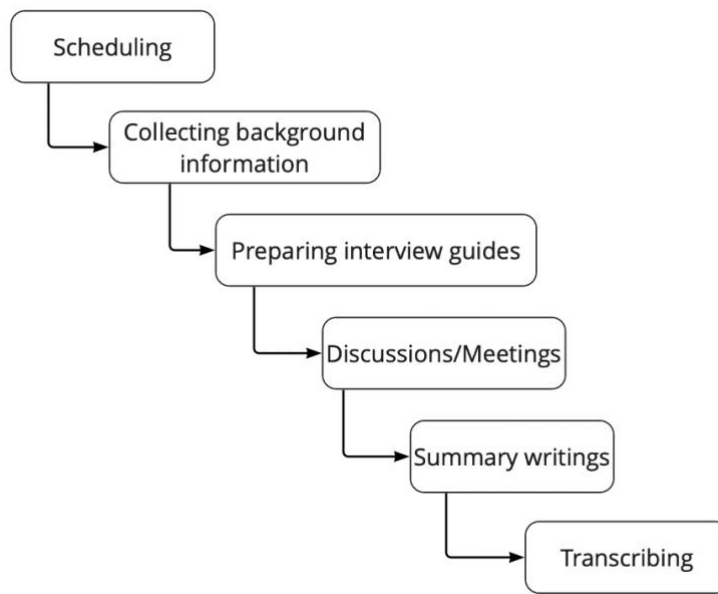 Scheduling
Collecting background
information
Preparing interview guides
Discussions/Meetings
Summary writings
Transcribing